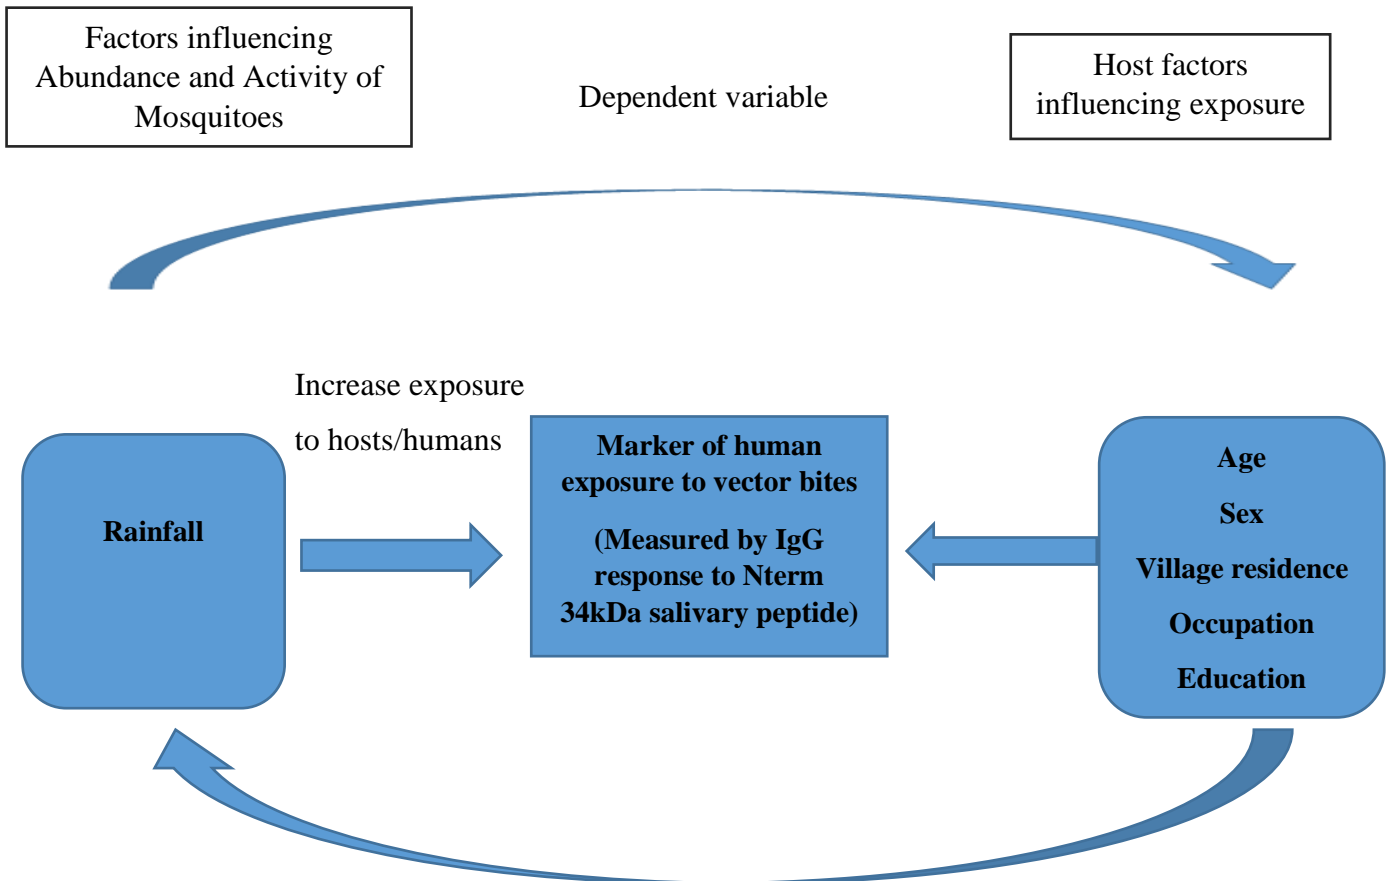 Factors influencing
Abundance and Activity of
Mosquitoes
Dependent variable
Host factors
influencing exposure
Increase exposure
to hosts/humans
Rainfall
Marker of human
exposure to vector bites
(Measured by IgG
response to Nterm
34kDa salivary peptide)
Age
Sex
Village residence
Occupation
Education